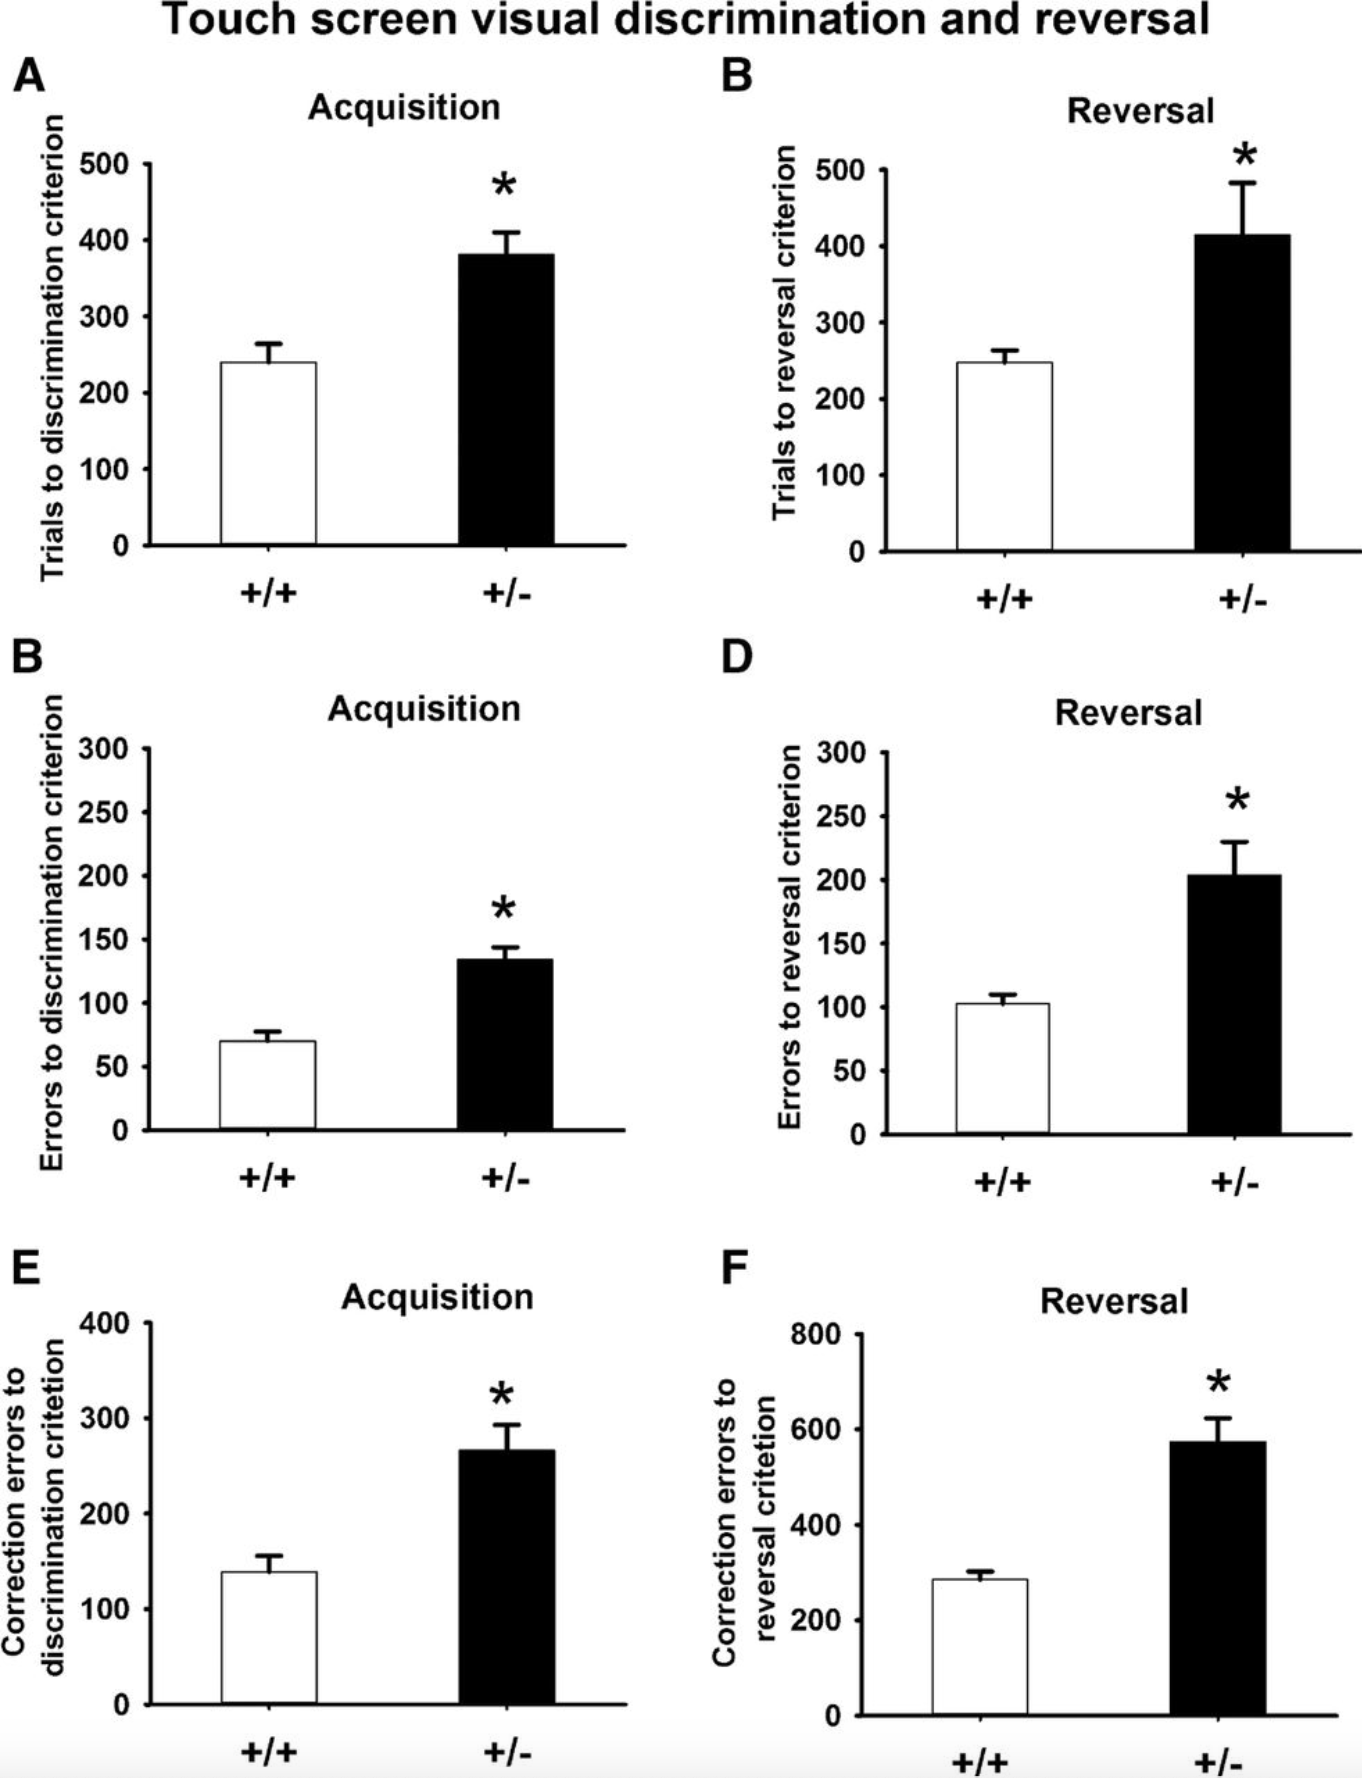 Touch screen visual discrimination and reversal
A
Acquisition
Trials to discrimination criterion
500
400
300
200
100
0
*
+/+
+/-
B
Reversal
Trials to reversal criterion
500
400
300
200
100
0
*
+/+
+/-
B
Acquisition
Errors to discrimination criterion
300
250
200
150
100
50
0
*
+/+
+/-
D
Reversal
Errors to reversal criterion
300
250
200
150
100
50
0
*
+/+
+/-
E
Acquisition
Correction errors to
discrimination critetion
400
300
200
100
0
*
+/+
+/-
F
Reversal
Correction errors to
reversal critetion
800
600
400
200
0
*
+/+
+/-